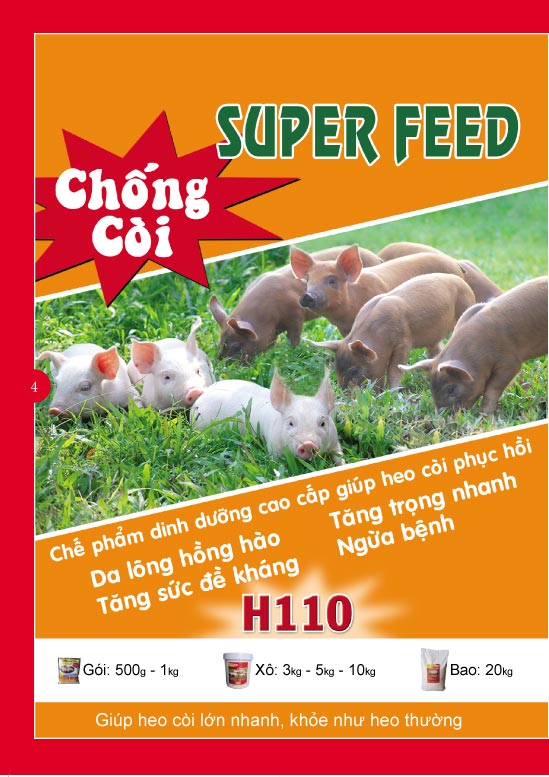 SUPER FEED
Chống
Còi
4
Chế phẩm dinh dưỡng cao cấp giúp heo còi phục hồi
Da lông hồng hào
Tăng trọng nhanh
Tăng sức đề kháng
Ngừa bệnh
H110
Gói: 500g - 1kg
Xô: 3kg - 5kg - 10kg
Bao: 20kg
Giúp heo còi lớn nhanh, khỏe như heo thường